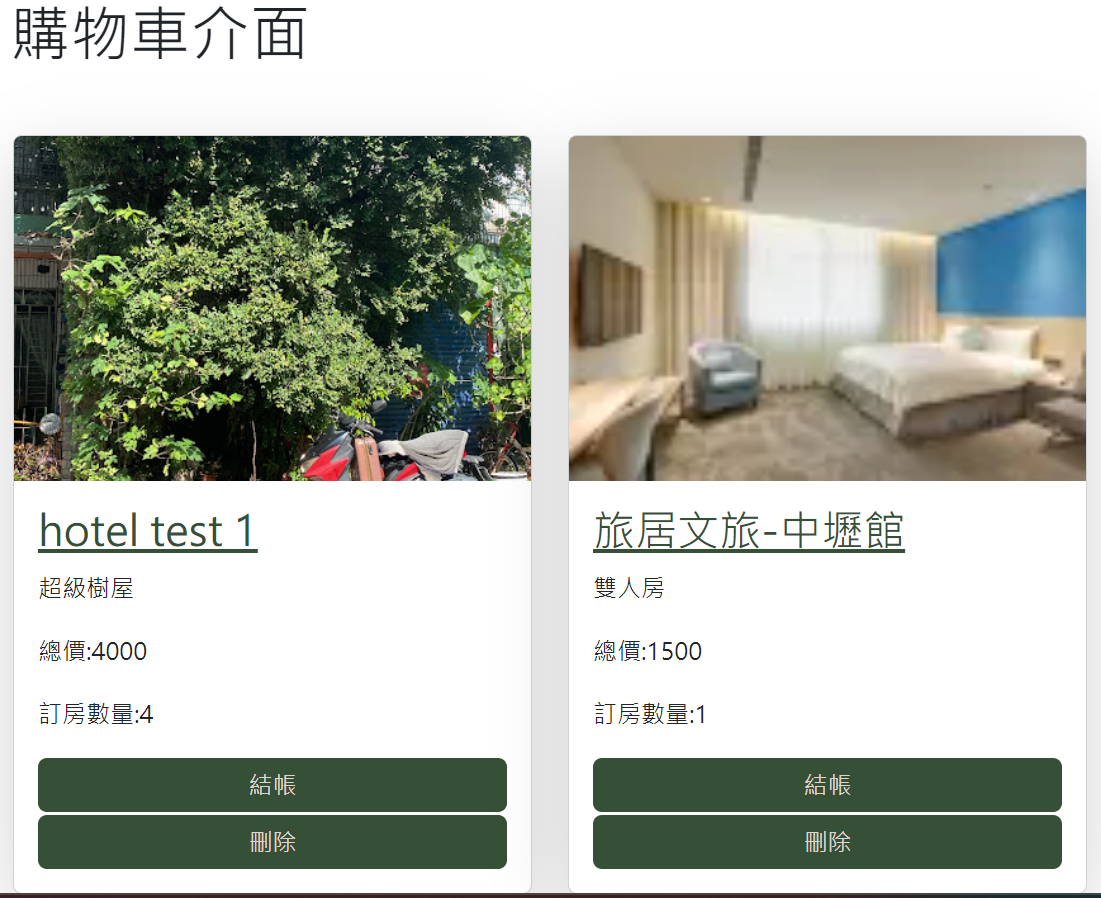 購物車介面
hotel test 1
超級樹屋
總價:4000
訂房數量:4
結帳
刪除
旅居文旅-中壢館
雙人房
總價:1500
訂房數量:1
結帳
刪除